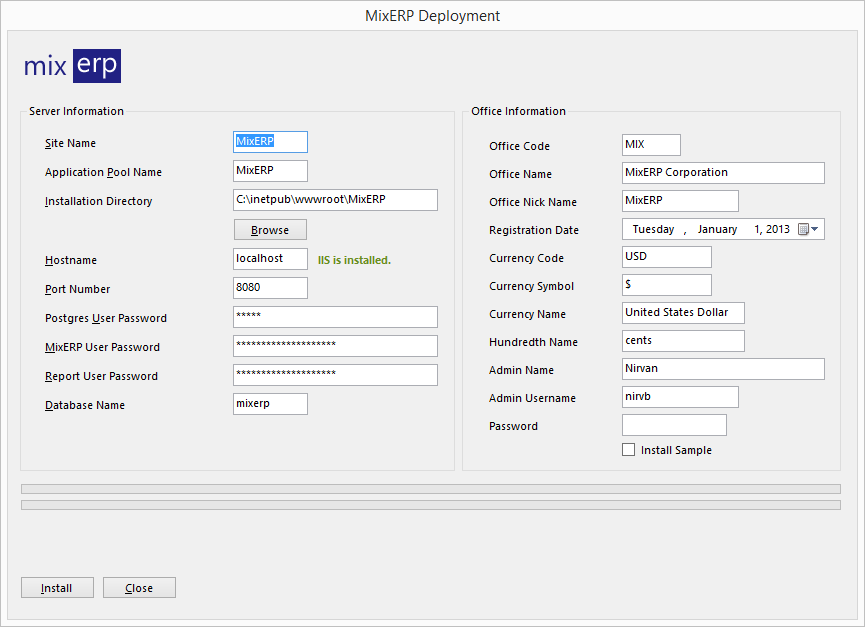 MixERP Deployment
mix erp
Server Information
Site Name MixERP
Application Pool Name MixERP
Installation Directory C:\inetpub\wwwroot\MixERP
Browse
Hostname localhost IIS is installed.
Port Number 8080
Postgres User Password *****
MixERP User Password ********************
Report User Password ********************
Database Name mixerp
Office Information
Office Code MIX
Office Name MixERP Corporation
Office Nick Name MixERP
Registration Date Tuesday , January 1, 2013
Currency Code USD
Currency Symbol $
Currency Name United States Dollar
Hundredth Name cents
Admin Name Nirvan
Admin Username nirvb
Password
Install Sample
Install Close